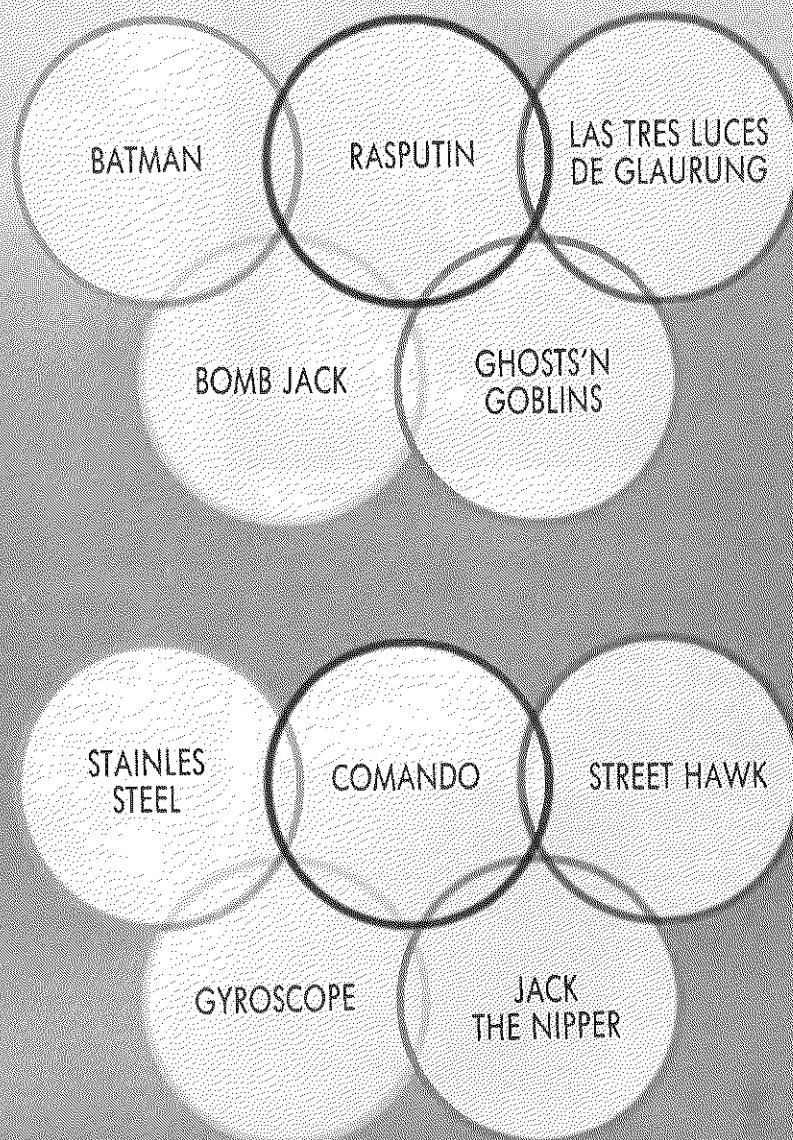 BATMAN
RASPUTIN
LAS TRES LUCES
DE GLAURUNG
BOMB JACK
GHOSTS'N
GOBLINS
STAINLES
STEEL
COMANDO
STREET HAWK
GYROSCOPE
JACK
THE NIPPER